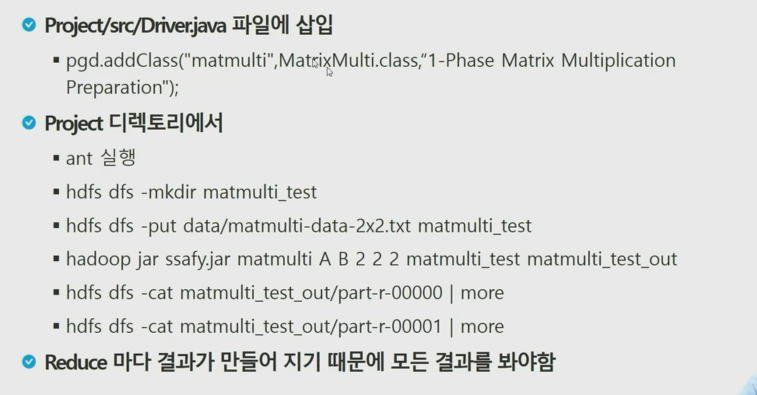 Project/src/Driver.java 파일에 삽입
pgd.addClass("matmulti",MatrixMulti.class,“1-Phase Matrix Multiplication
Preparation");
Project 디렉토리에서
ant 실행
hdfs dfs -mkdir matmulti_test
hdfs dfs -put data/matmulti-data-2x2.txt matmulti_test
hadoop jar ssafy.jar matmulti A B 2 2 2 matmulti_test matmulti_test_out
hdfs dfs -cat matmulti_test_out/part-r-00000 | more
hdfs dfs -cat matmulti_test_out/part-r-00001 | more
Reduce 마다 결과가 만들어 지기 때문에 모든 결과를 봐야함